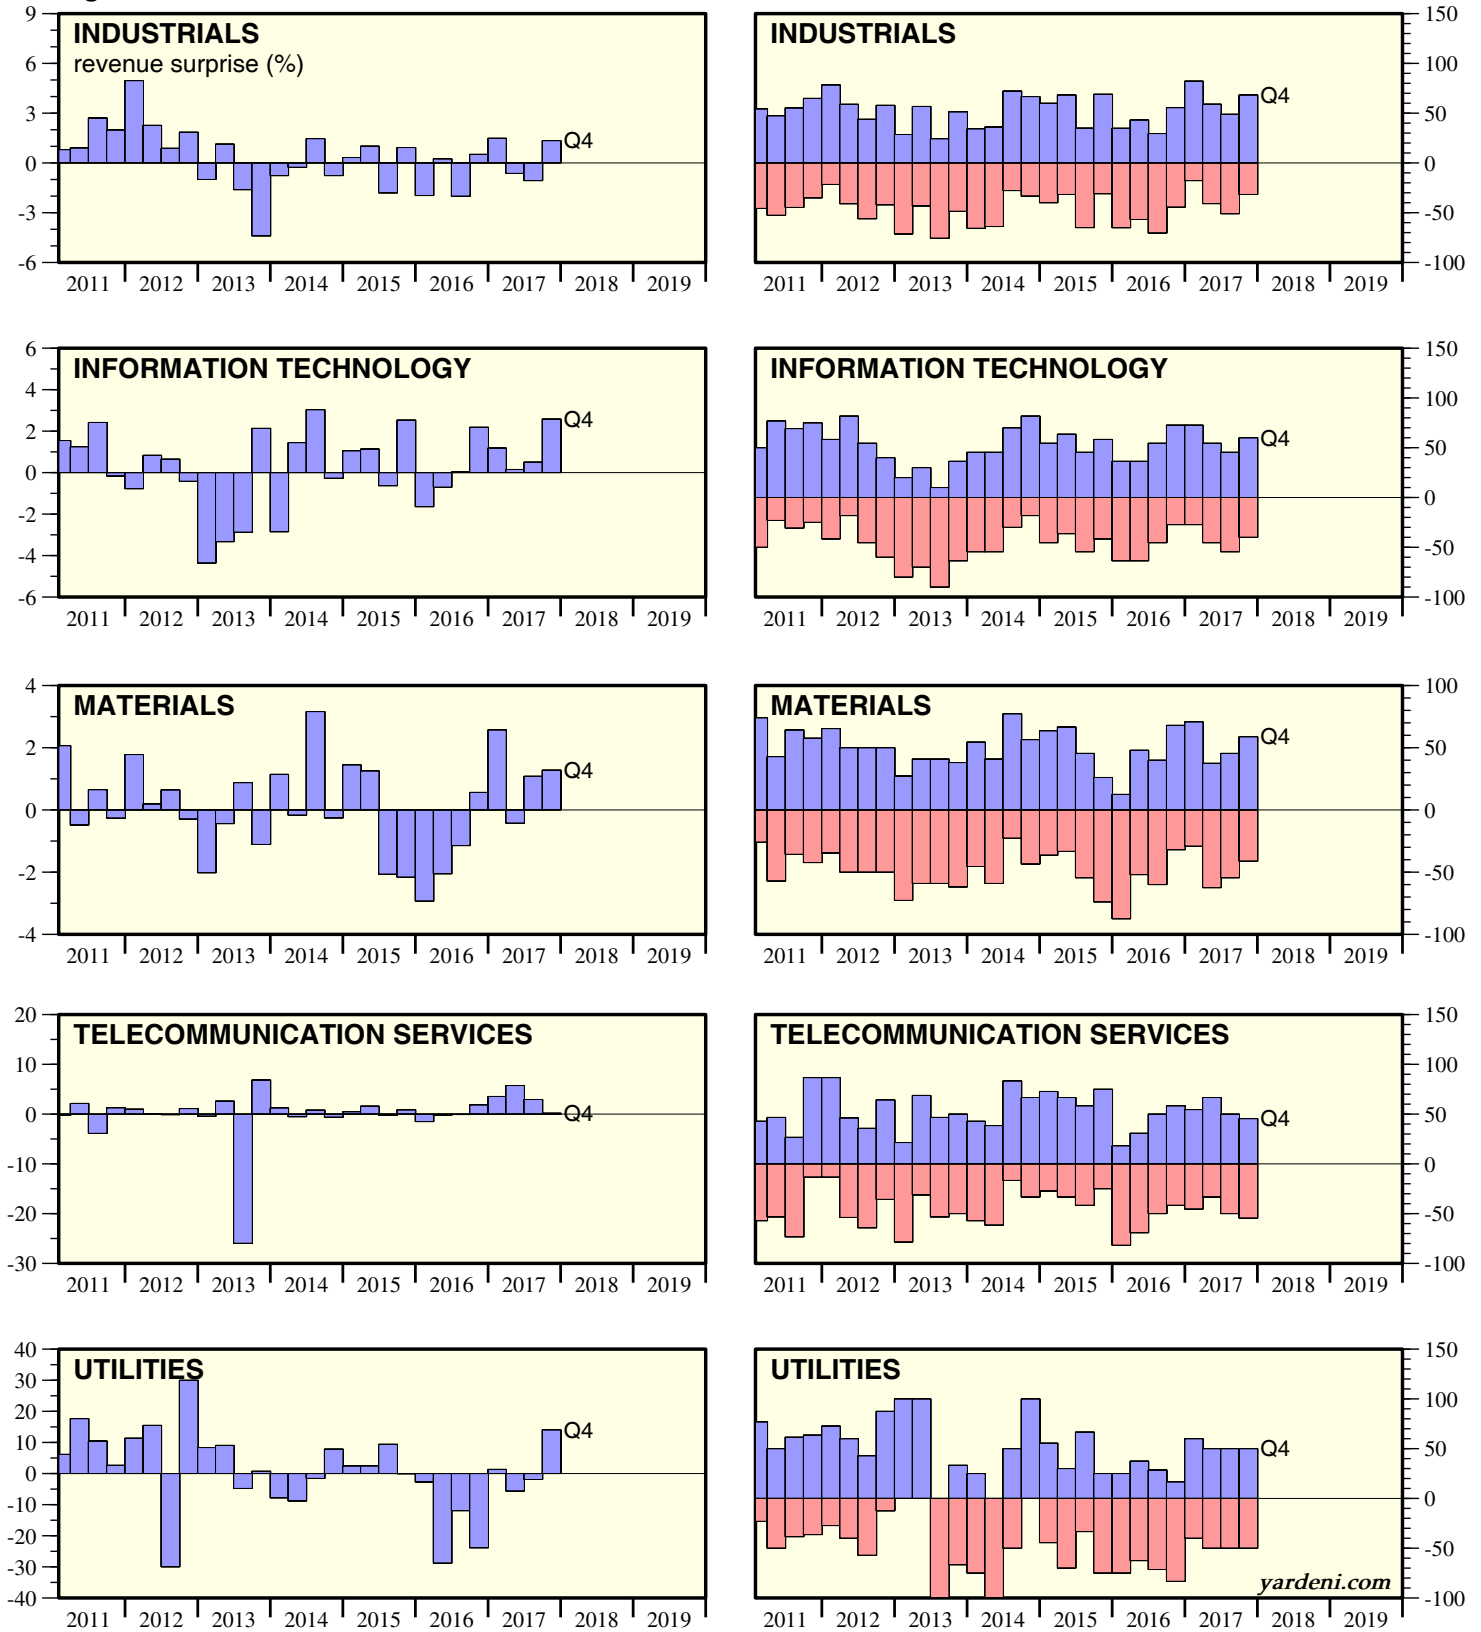 INDUSTRIALS
revenue surprise (%)
9
6
3
0
-3
-6
Q4
2011 2012 2013 2014 2015 2016 2017 2018 2019
INDUSTRIALS
150
100
50
0
-50
-100
Q4
2011 2012 2013 2014 2015 2016 2017 2018 2019
INFORMATION TECHNOLOGY
6
4
2
0
-2
-4
-6
Q4
2011 2012 2013 2014 2015 2016 2017 2018 2019
INFORMATION TECHNOLOGY
150
100
50
0
-50
-100
Q4
2011 2012 2013 2014 2015 2016 2017 2018 2019
MATERIALS
4
2
0
-2
-4
Q4
2011 2012 2013 2014 2015 2016 2017 2018 2019
MATERIALS
100
50
0
-50
-100
Q4
2011 2012 2013 2014 2015 2016 2017 2018 2019
TELECOMMUNICATION SERVICES
20
10
0
-10
-20
-30
Q4
2011 2012 2013 2014 2015 2016 2017 2018 2019
TELECOMMUNICATION SERVICES
150
100
50
0
-50
-100
Q4
2011 2012 2013 2014 2015 2016 2017 2018 2019
UTILITIES
40
30
20
10
0
-10
-20
-30
-40
Q4
2011 2012 2013 2014 2015 2016 2017 2018 2019
UTILITIES
150
100
50
0
-50
-100
Q4
yardeni.com
2011 2012 2013 2014 2015 2016 2017 2018 2019